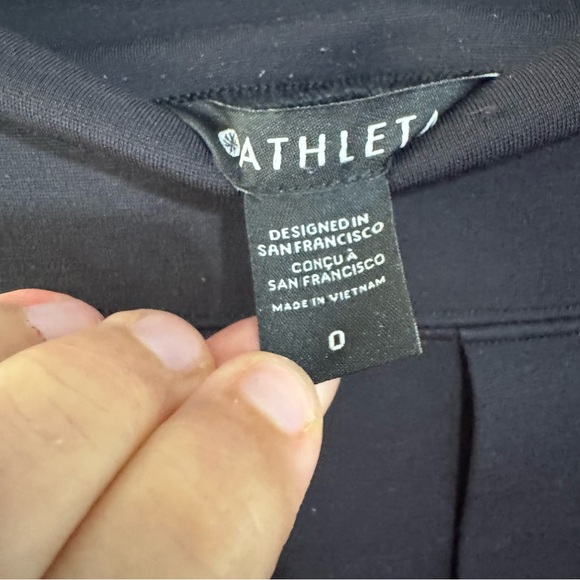 ATHLETA
DESIGNED IN
SAN FRANCISCO
CONÇU À
SAN FRANCISCO
MADE IN VIETNAM
0